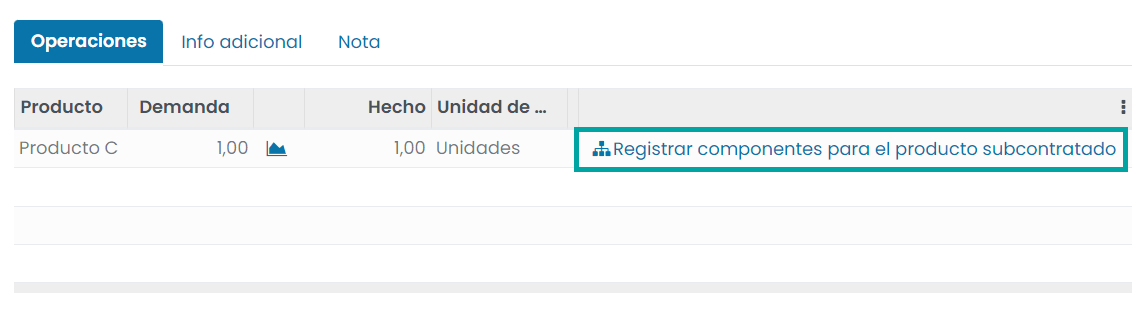 Operaciones Info adicional Nota
Producto Demanda Hecho Unidad de ...
Producto C 1,00 1,00 Unidades Registrar componentes para el producto subcontratado